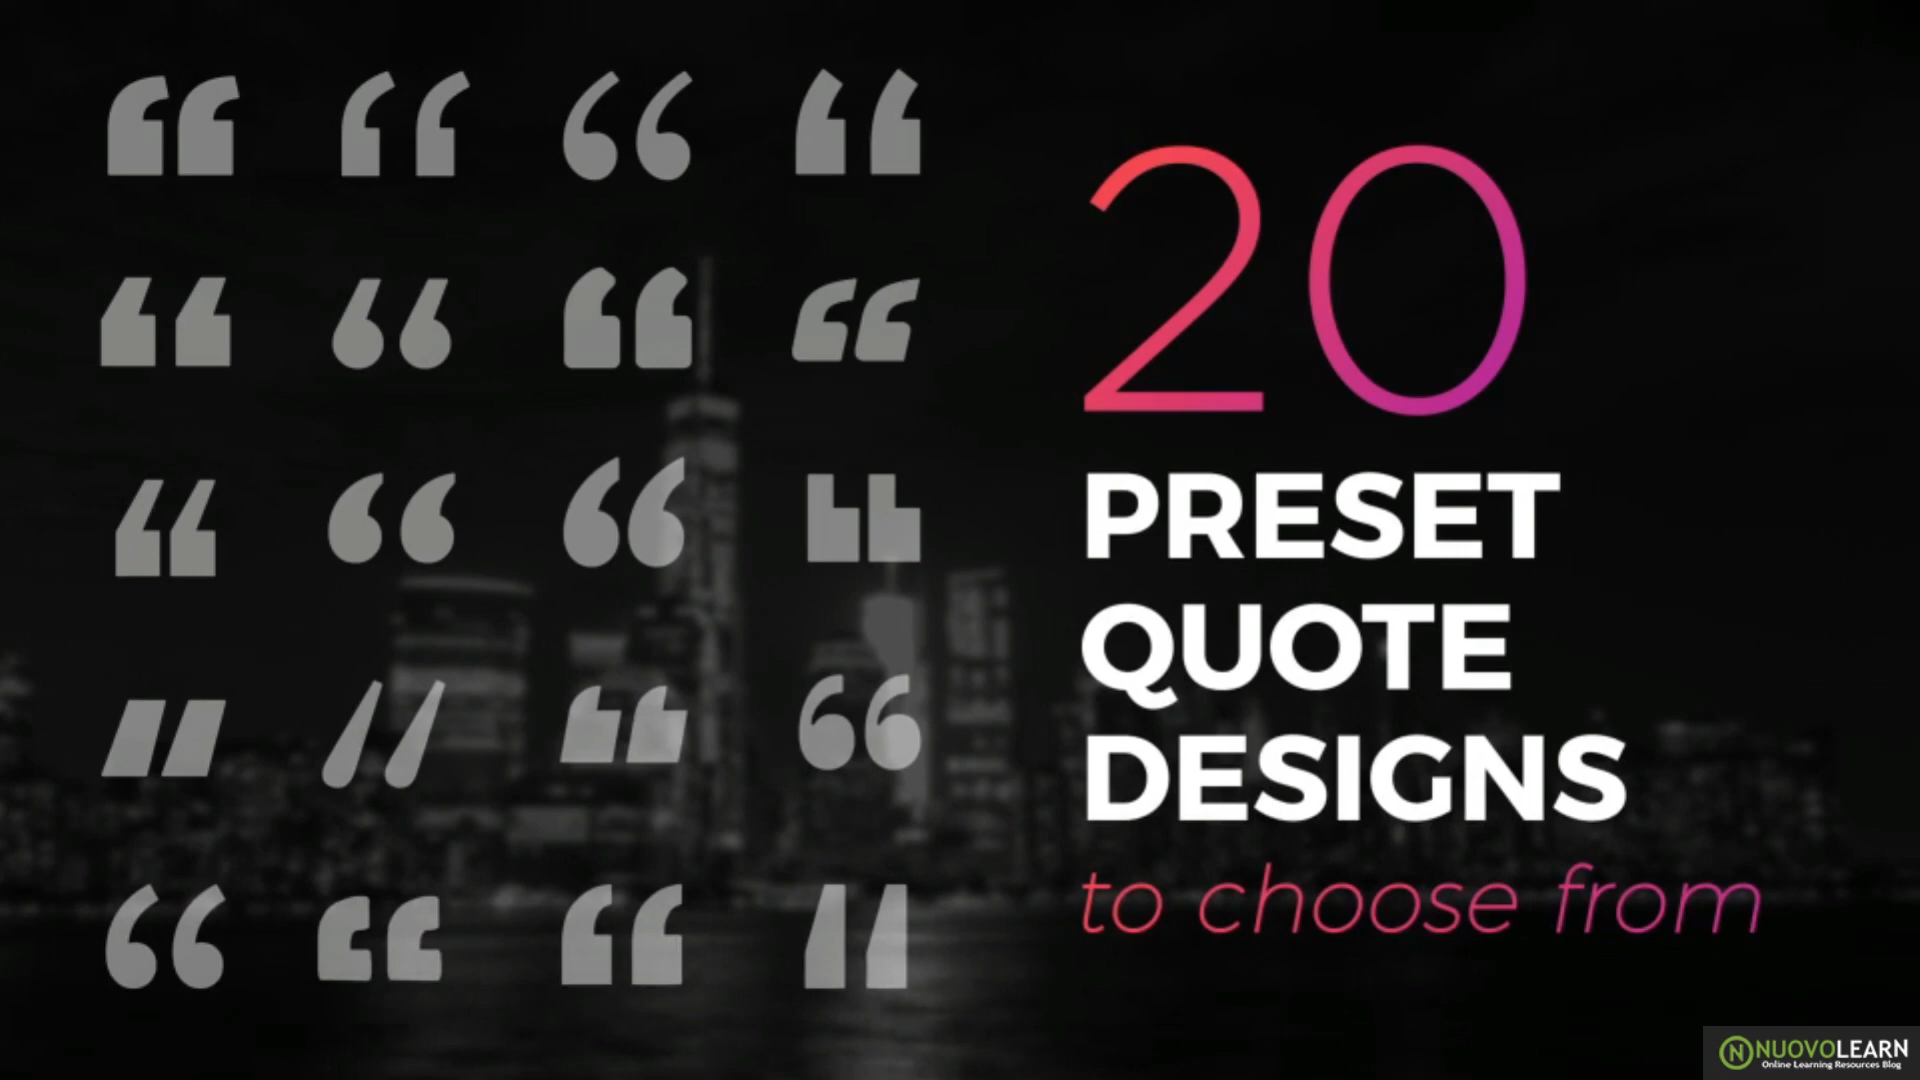 20
PRESET
QUOTE
DESIGNS
to choose from
NUOVOLEARN
Online Learning Resources Blog